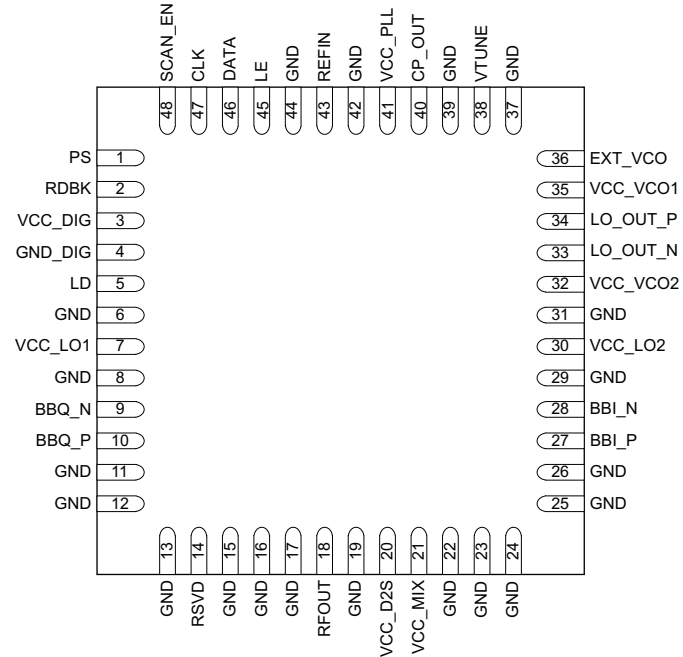 SCAN_EN
CLK
DATA
LE
GND
REFIN
GND
VCC_PLL
CP_OUT
GND
VTUNE
GND
48
47
46
45
44
43
42
41
40
39
38
37
PS 1
RDBK 2
VCC_DIG 3
GND_DIG 4
LD 5
GND 6
VCC_LO1 7
GND 8
BBQ_N 9
BBQ_P 10
GND 11
GND 12
36 EXT_VCO
35 VCC_VCO1
34 LO_OUT_P
33 LO_OUT_N
32 VCC_VCO2
31 GND
30 VCC_LO2
29 GND
28 BBI_N
27 BBI_P
26 GND
25 GND
13
14
15
16
17
18
19
20
21
22
23
24
GND
RSVD
GND
GND
GND
RFOUT
GND
VCC_D2S
VCC_MIX
GND
GND
GND